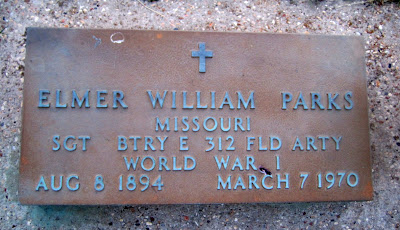 ELMER WILLIAM PARKS
MISSOURI
SGT BTRY E 312 FLD ARTY
WORLD WAR I
AUG 8 1894 MARCH 7 1970